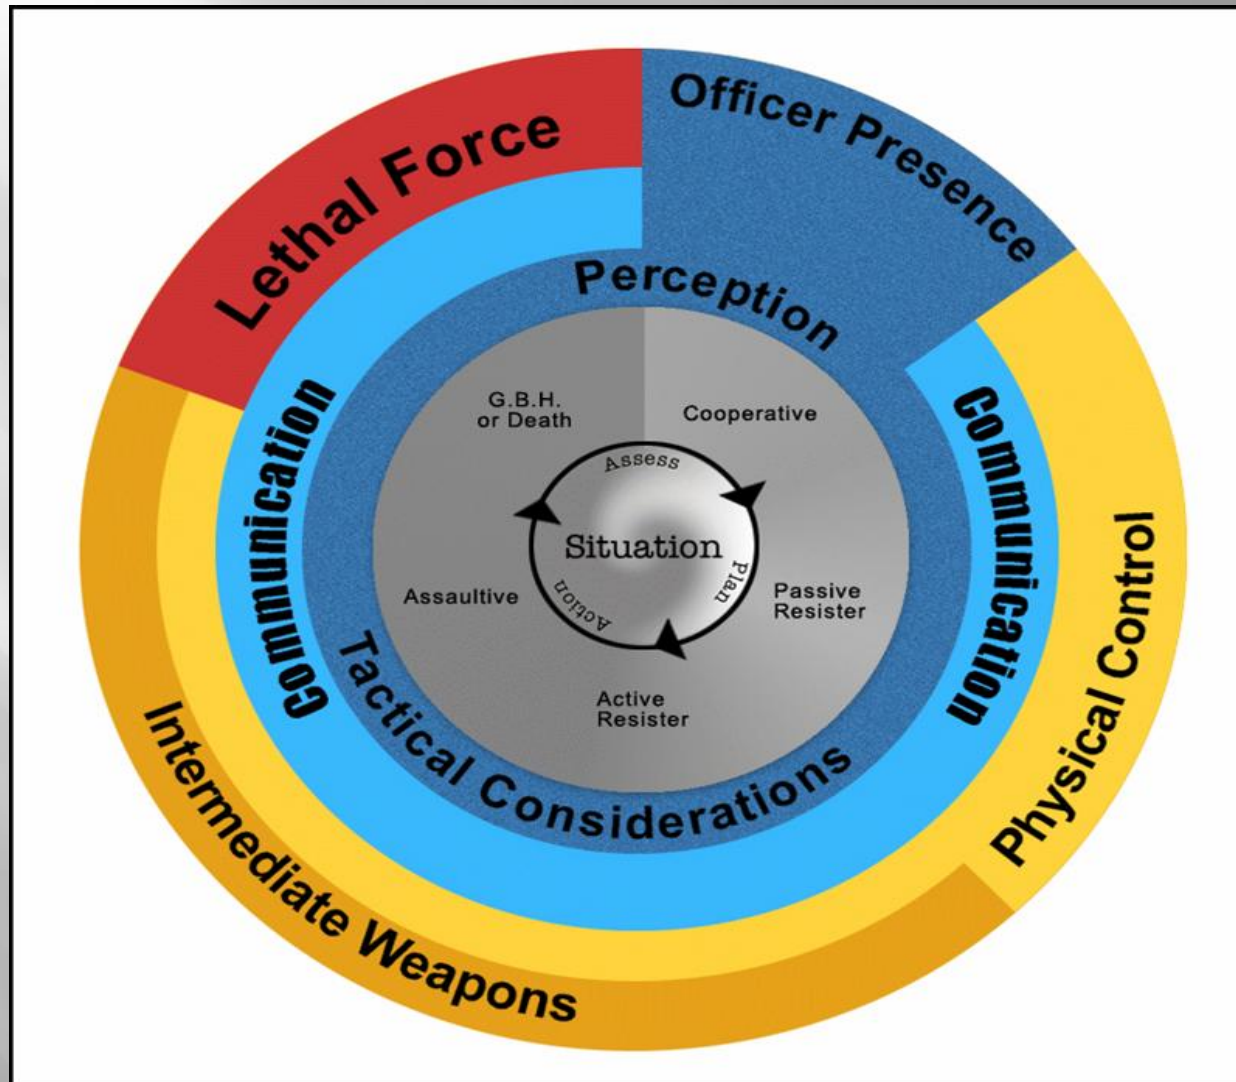 Officer Presence
Lethal Force
Perception
Communication
Communication
G.B.H.
or Death
Cooperative
Assess
Situation
Plan
Action
Assaultive
Passive
Resister
Active
Resister
Tactical Considerations
Physical Control
Intermediate Weapons